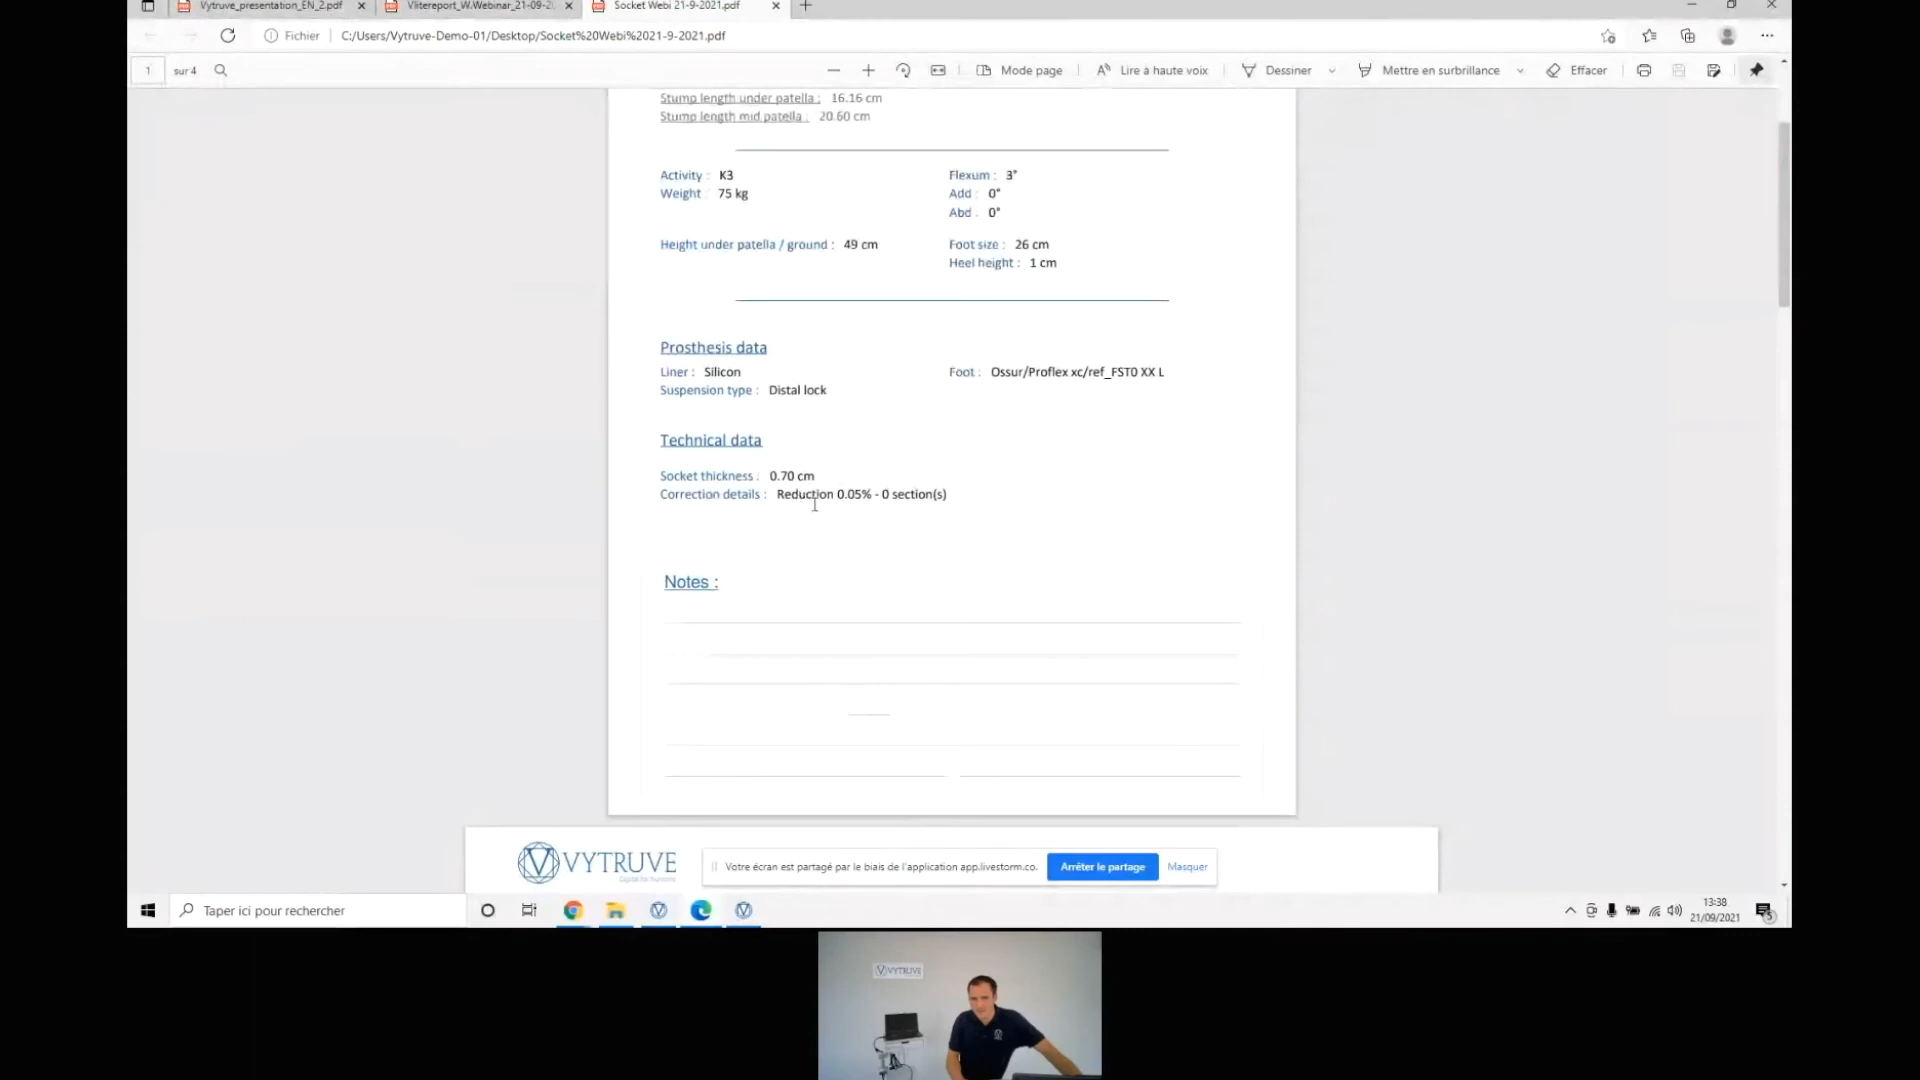 Vytruve_presentation_EN_2.pdf
Vlitereport_W.Webinar_21-09-2
Socket Webi 21-9-2021.pdf
Fichier
C:/Users/Vytruve-Demo-01/Desktop/Socket%20Webi%2021-9-2021.pdf
1 sur 4
Mode page
Lire à haute voix
Dessiner
Mettre en surbrillance
Effacer
Stump length under patella : 16.16 cm
Stump length mid patella : 20.60 cm
Activity : K3
Flexum : 3°
Weight : 75 kg
Add : 0°
Abd : 0°
Height under patella / ground : 49 cm
Foot size : 26 cm
Heel height : 1 cm
Prosthesis data
Liner : Silicon
Foot : Ossur/Proflex xc/ref_FST0 XX L
Suspension type : Distal lock
Technical data
Socket thickness : 0.70 cm
Correction details : Reduction 0.05% - 0 section(s)
Notes :
VYTRUVE
Votre écran est partagé par le biais de l'application app.livestorm.co.
Arrêter le partage
Masquer
Taper ici pour rechercher
13:38
21/09/2021
5
VYTRUVE